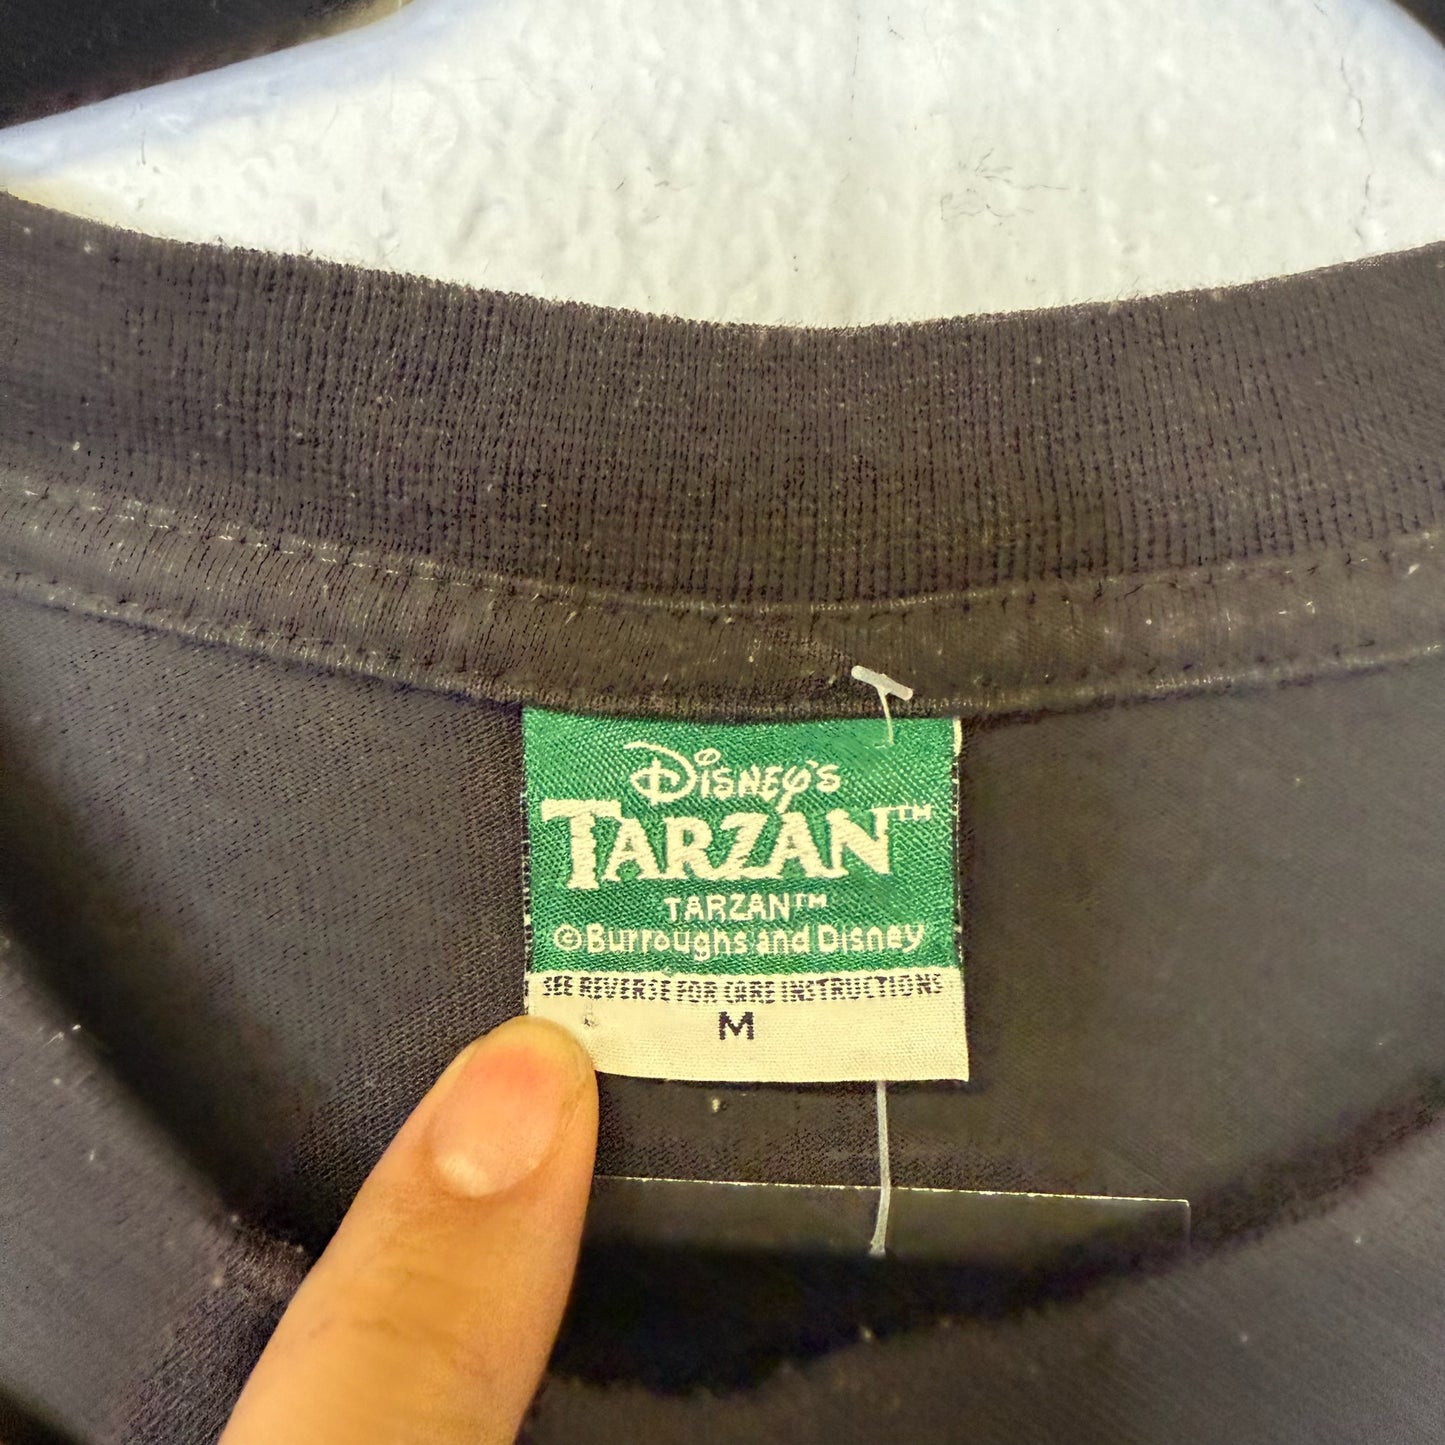 Disney's
TARZAN™
TARZAN™
©Burroughs and Disney
SEE REVERSE FOR CARE INSTRUCTIONS
M